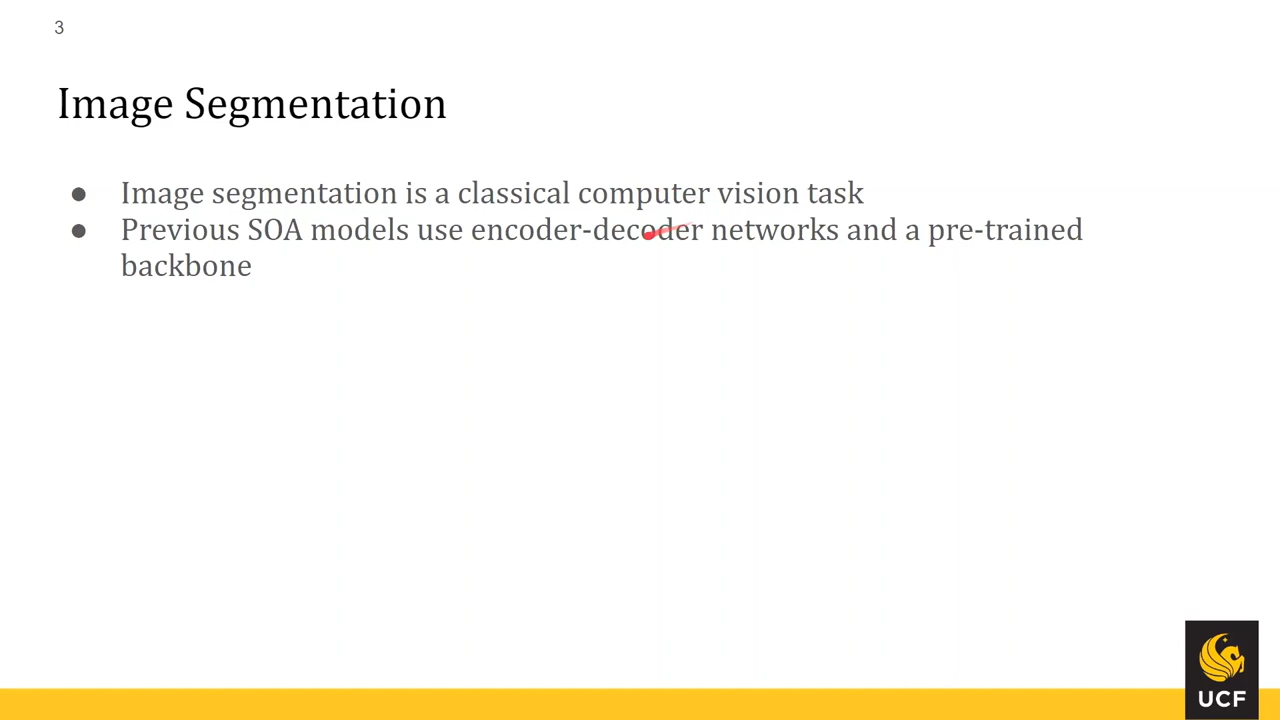 3
Image Segmentation
● Image segmentation is a classical computer vision task
● Previous SOA models use encoder-decoder networks and a pre-trained
backbone
UCF